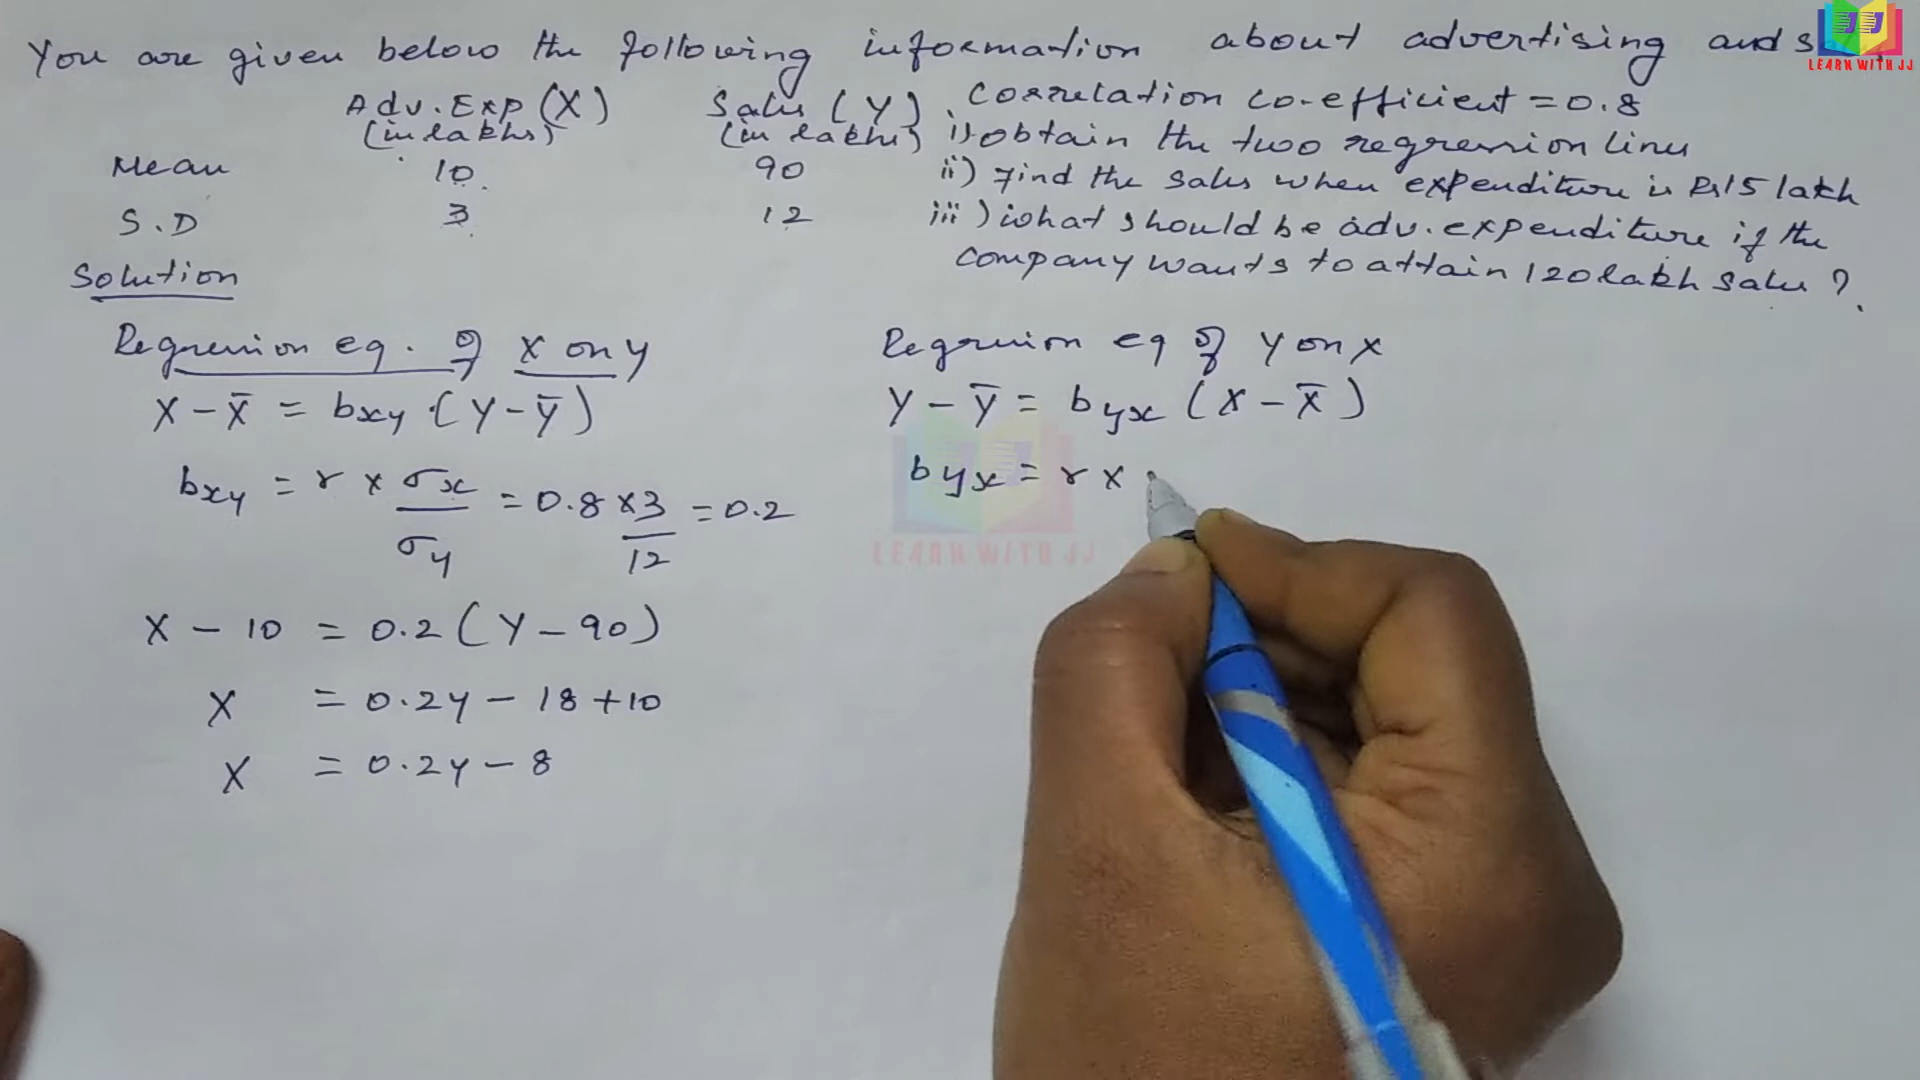 You are given below the following information about advertising and
Adv. Exp (X) Sales (Y) Correlation co-efficient = 0.8
(in lakhs) (in lakhs) i) obtain the two regression lines
Mean 10 90 ii) Find the sales when expenditure is Rs15 lakh
S.D 3 12 iii) what should be adv. expenditure if the
company wants to attain 120 lakh sales ?
Solution
Regression eq. of X on Y
X - X̄ = bxy (Y - Ȳ)
bxy = r × σx / σy = 0.8 × 3 / 12 = 0.2
X - 10 = 0.2 (Y - 90)
X = 0.2Y - 18 + 10
X = 0.2Y - 8
Regression eq of Y on X
Y - Ȳ = byx (X - X̄)
byx = r ×
LEARN WITH JJ
LEARN WITH JJ